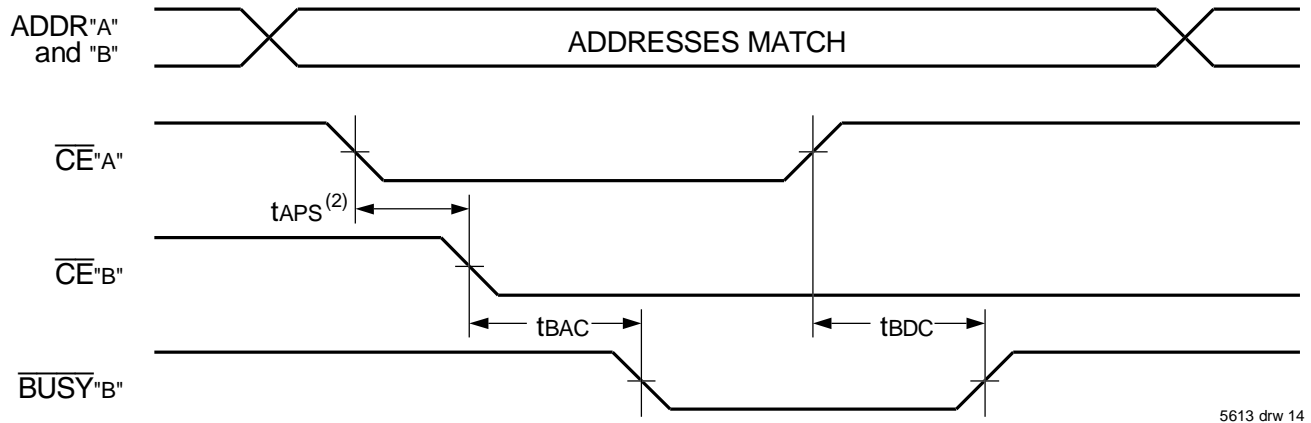 ADDR"A"
and "B"
ADDRESSES MATCH
CE"A"
tAPS(2)
CE"B"
tBAC
tBDC
BUSY"B"
5613 drw 14